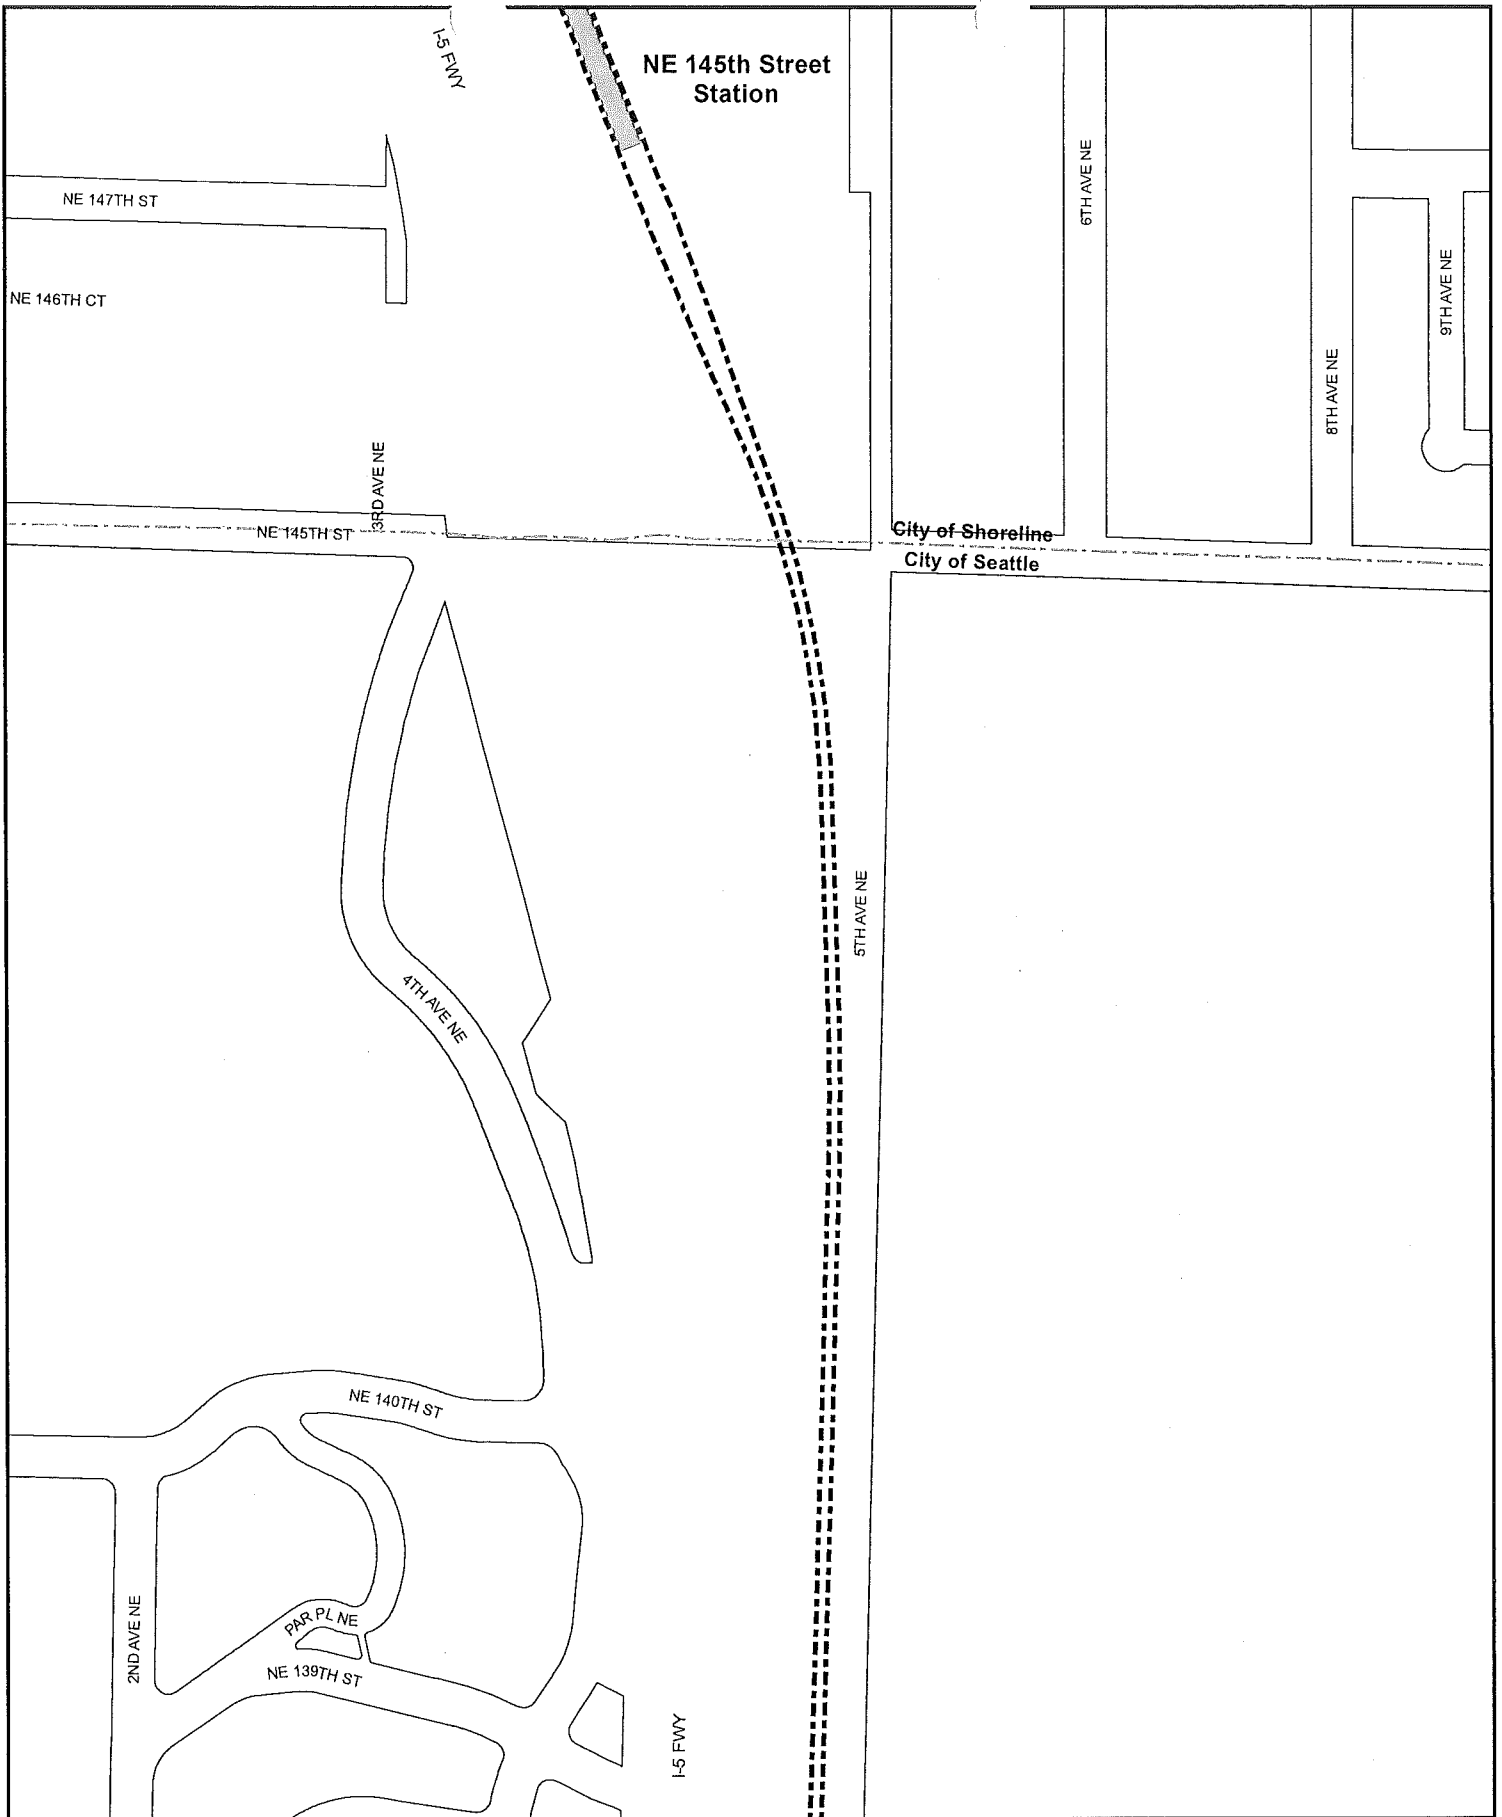 I-5 FWY
NE 145th Street
Station
NE 147TH ST
6TH AVE NE
NE 146TH CT
9TH AVE NE
8TH AVE NE
3RD AVE NE
NE 145TH ST
City of Shoreline
City of Seattle
5TH AVE NE
4TH AVE NE
NE 140TH ST
2ND AVE NE
PAR PL NE
NE 139TH ST
I-5 FWY